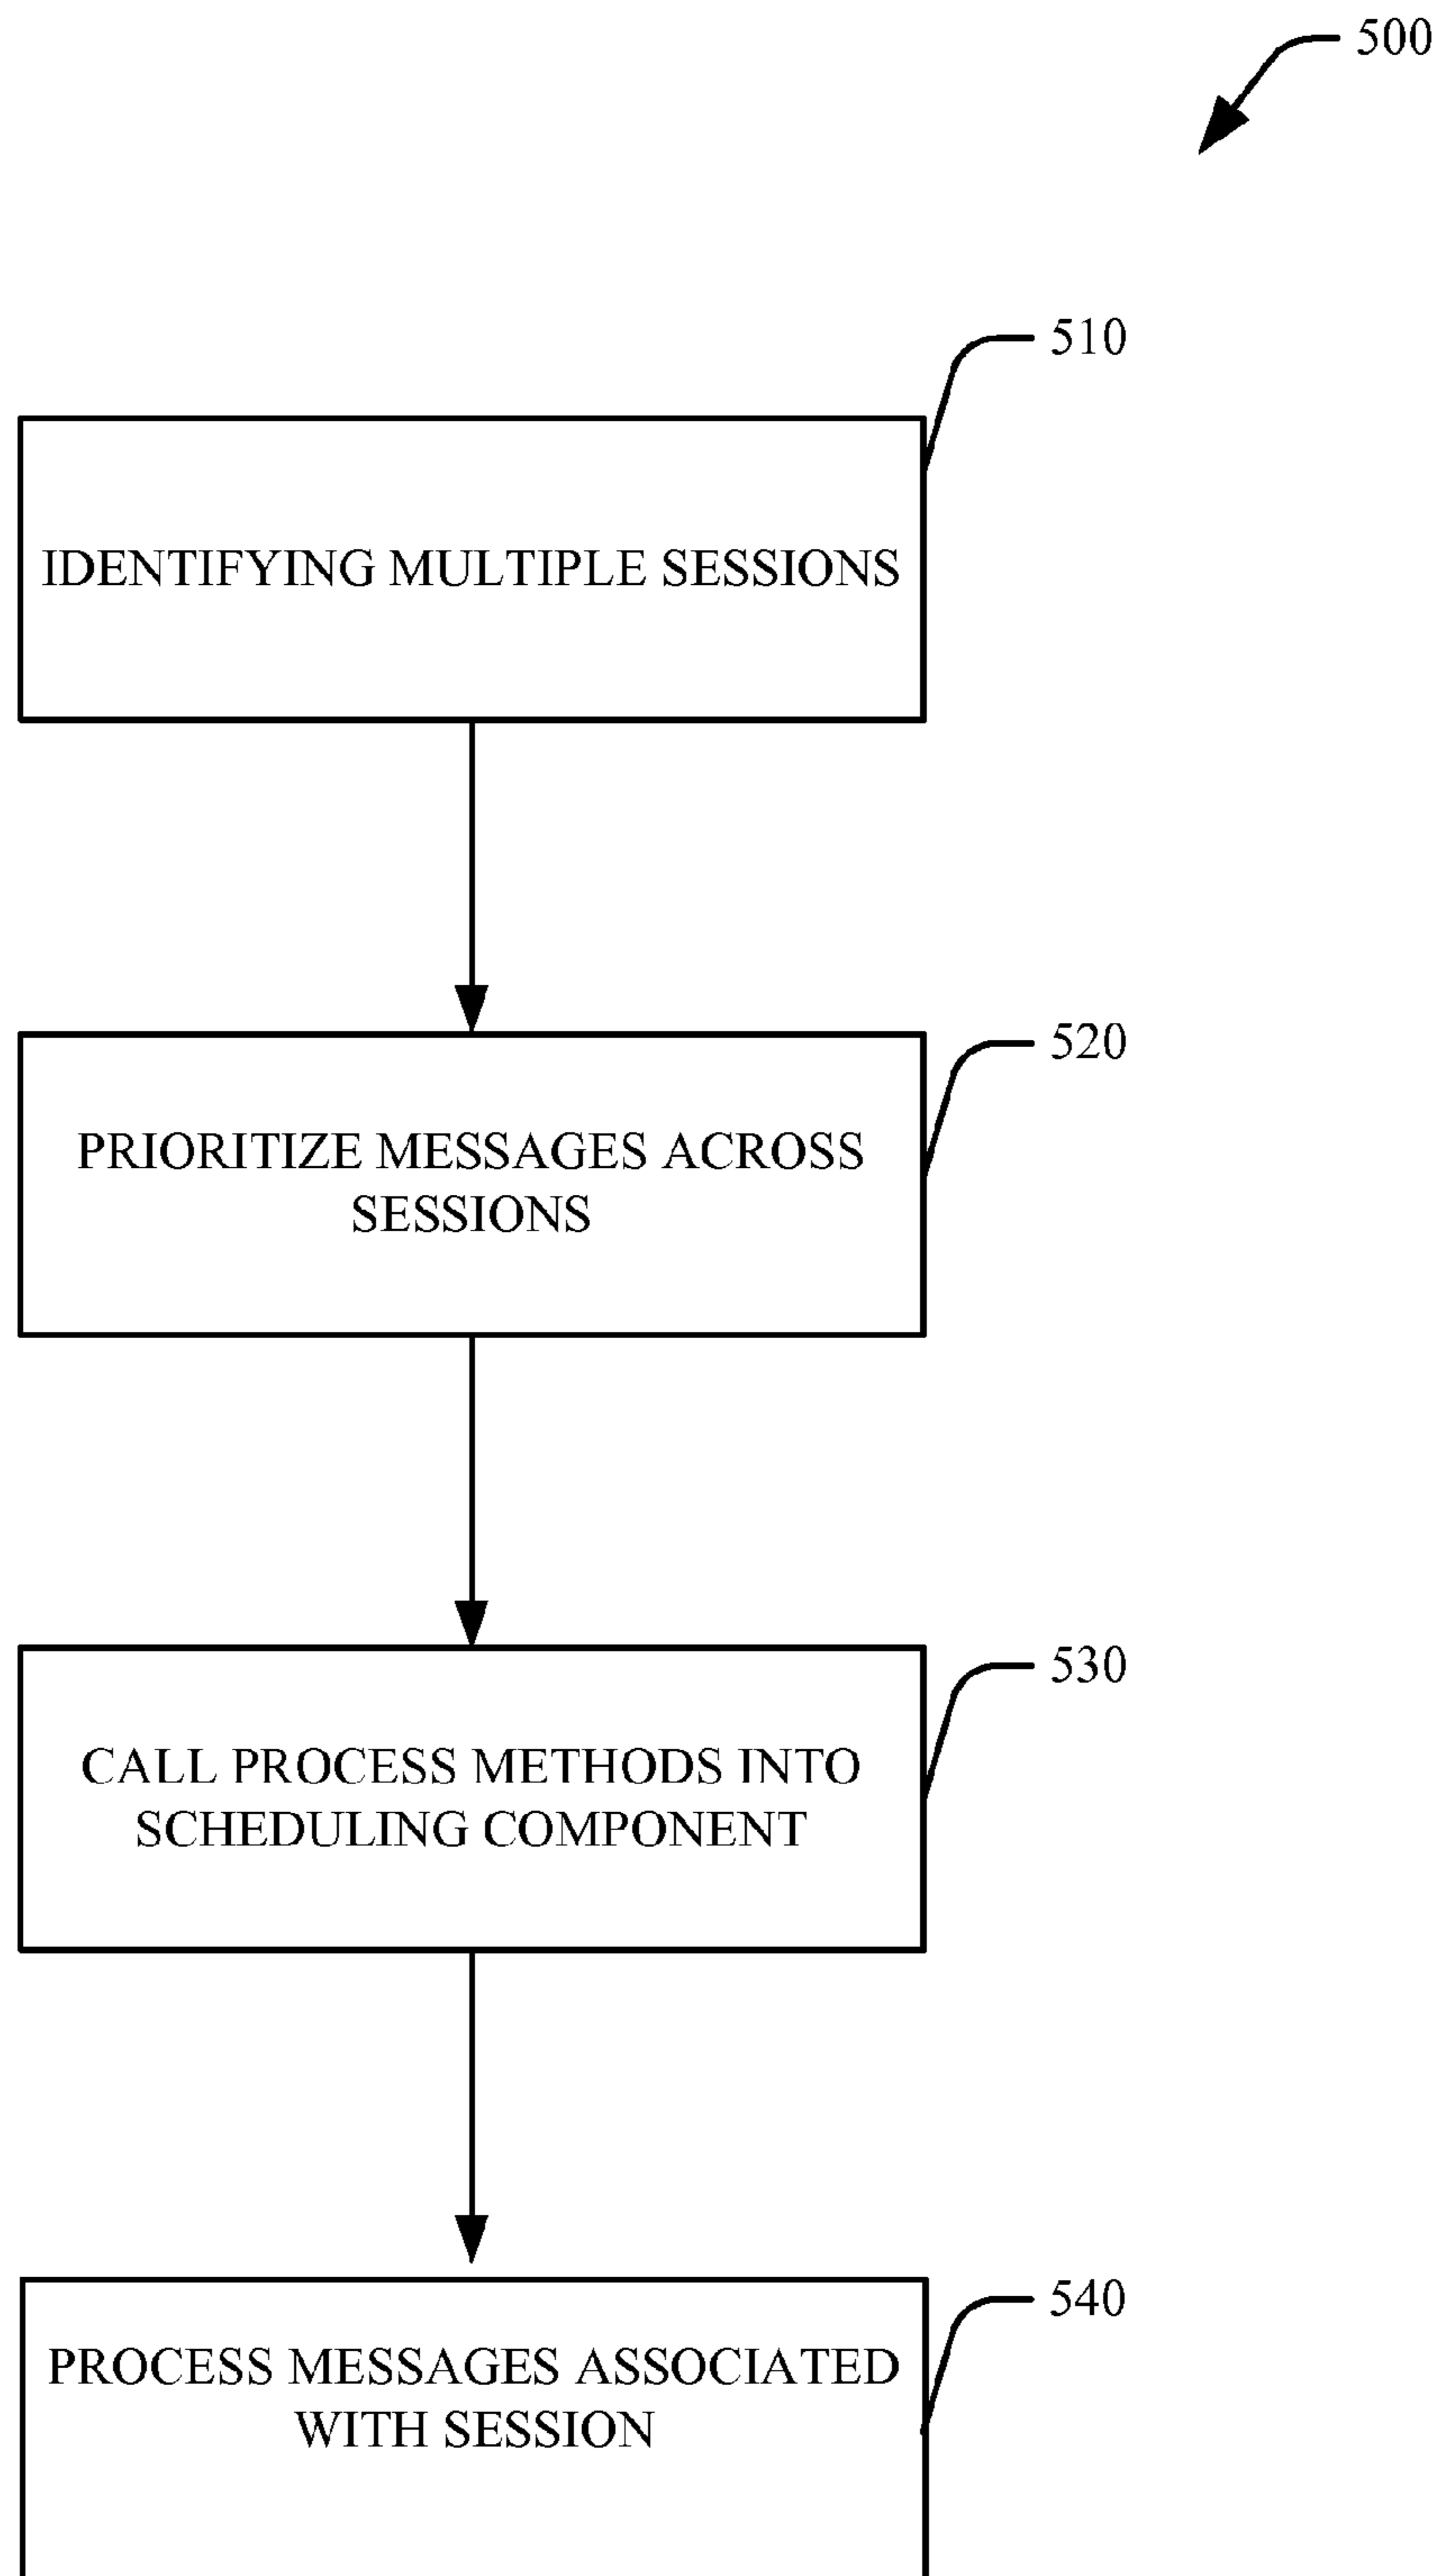 500
510
IDENTIFYING MULTIPLE SESSIONS
520
PRIORITIZE MESSAGES ACROSS
SESSIONS
530
CALL PROCESS METHODS INTO
SCHEDULING COMPONENT
540
PROCESS MESSAGES ASSOCIATED
WITH SESSION